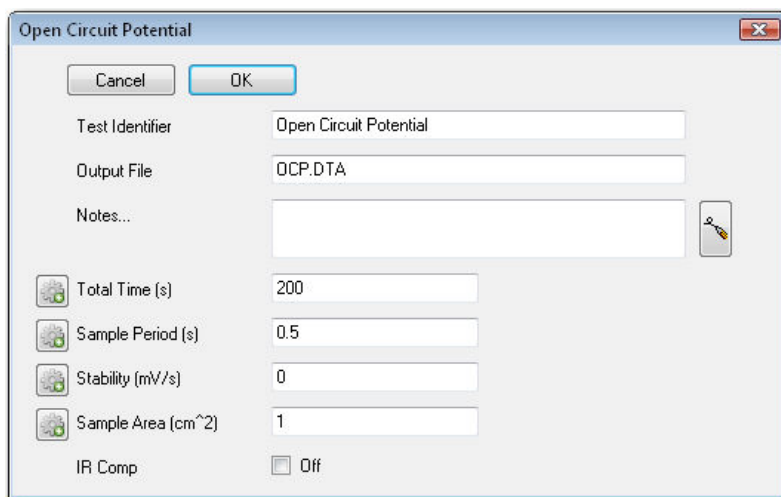 Open Circuit Potential
Cancel OK
Test Identifier Open Circuit Potential
Output File OCP.DTA
Notes...
Total Time (s) 200
Sample Period (s) 0.5
Stability (mV/s) 0
Sample Area (cm^2) 1
IR Comp Off